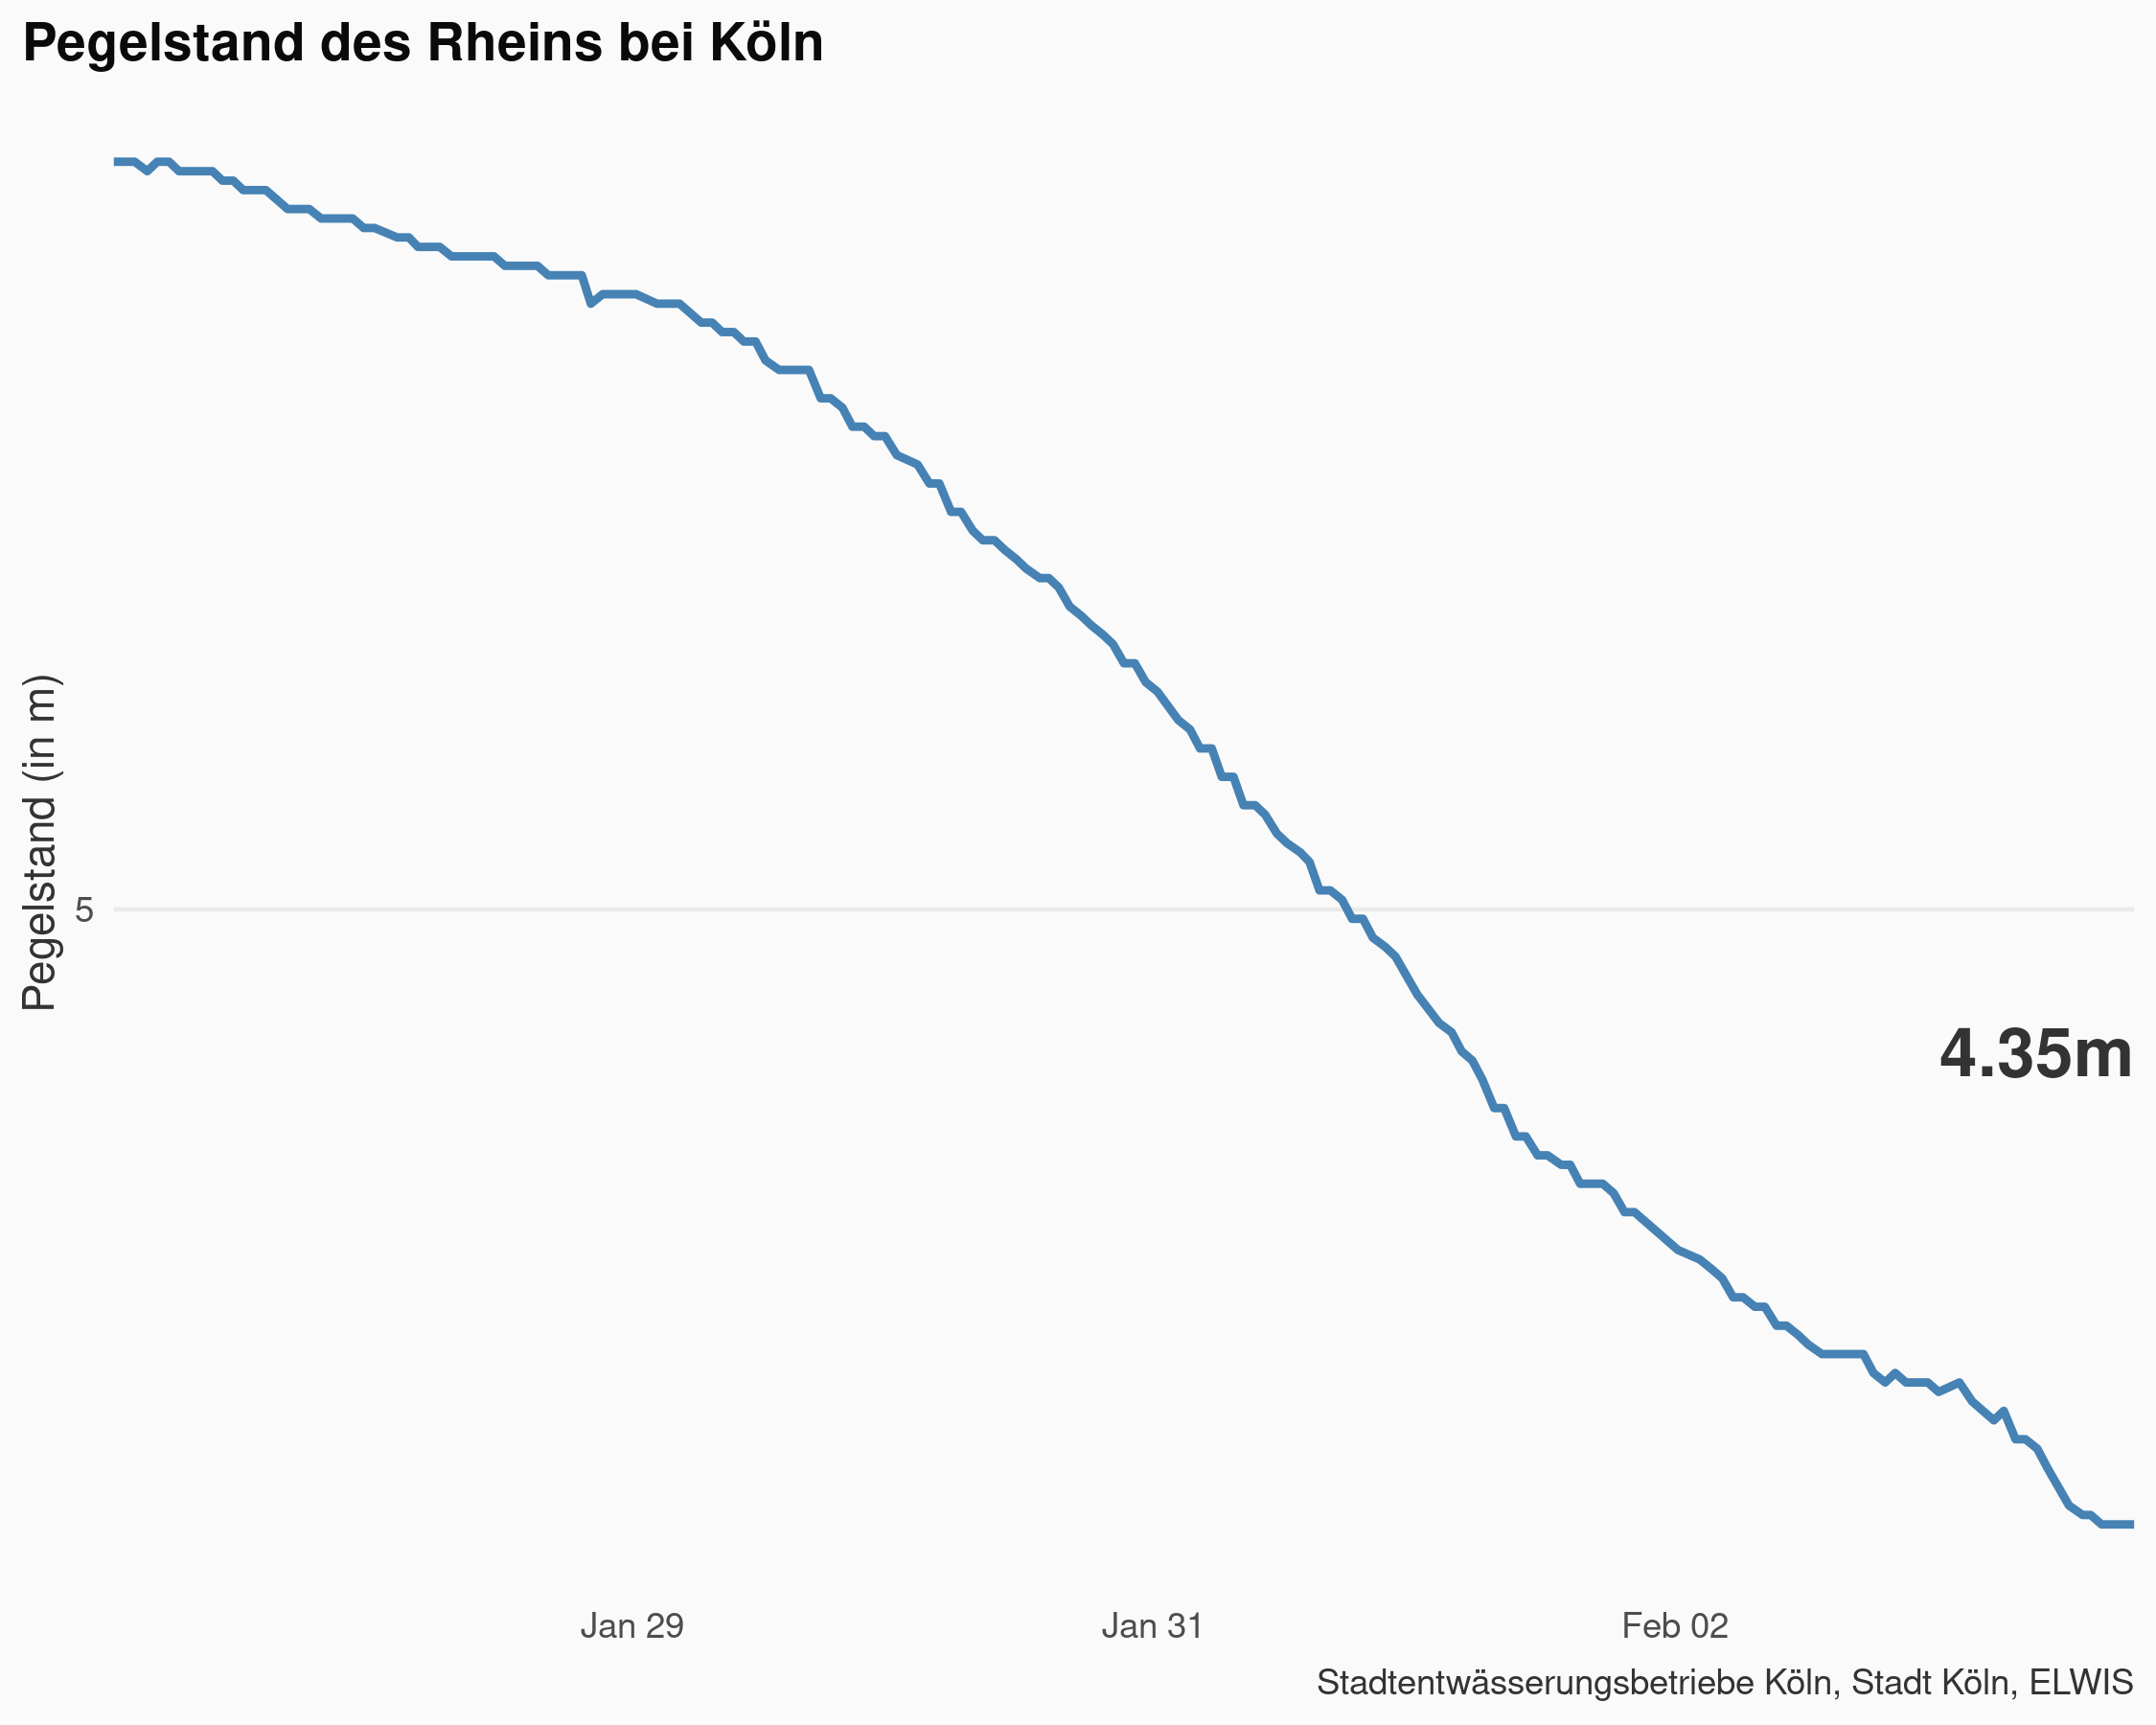 Pegelstand des Rheins bei Köln
Pegelstand (in m)
5
4.35m
Jan 29
Jan 31
Feb 02
Stadtentwässerungsbetriebe Köln, Stadt Köln, ELWIS